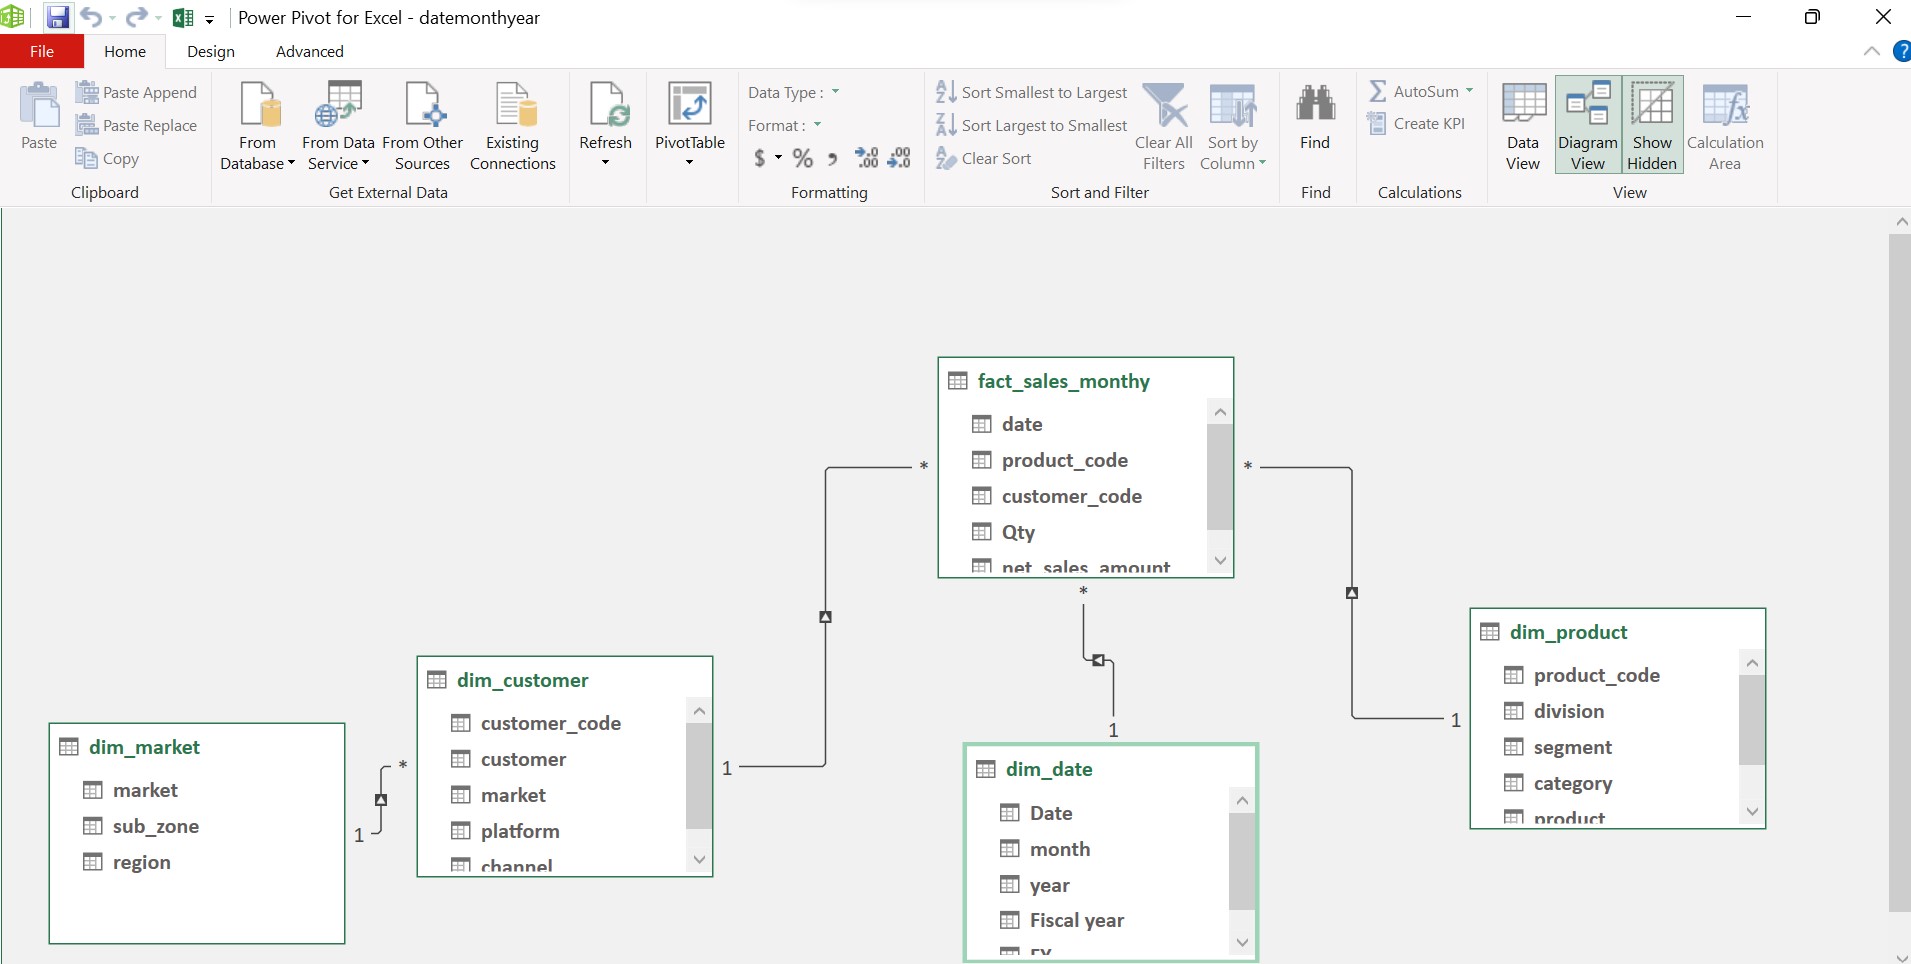 Power Pivot for Excel - datemonthyear
File Home Design Advanced
?
Paste
Paste Append
Paste Replace
Copy
Clipboard
From Database
From Data Service
From Other Sources
Existing Connections
Get External Data
Refresh
PivotTable
Data Type :
Format :
$ % , .0 .00 .00 .0
Formatting
Sort Smallest to Largest
Sort Largest to Smallest
Clear Sort
Clear All Filters
Sort by Column
Sort and Filter
Find
Find
AutoSum
Create KPI
Calculations
Data View
Diagram View
Show Hidden
Calculation Area
View
fact_sales_monthy
date
product_code
customer_code
Qty
net_sales_amount
*
*
*
dim_product
product_code
division
segment
category
product
1
dim_customer
customer_code
customer
market
platform
channel
1
*
dim_market
market
sub_zone
region
1
1
dim_date
Date
month
year
Fiscal year
FY